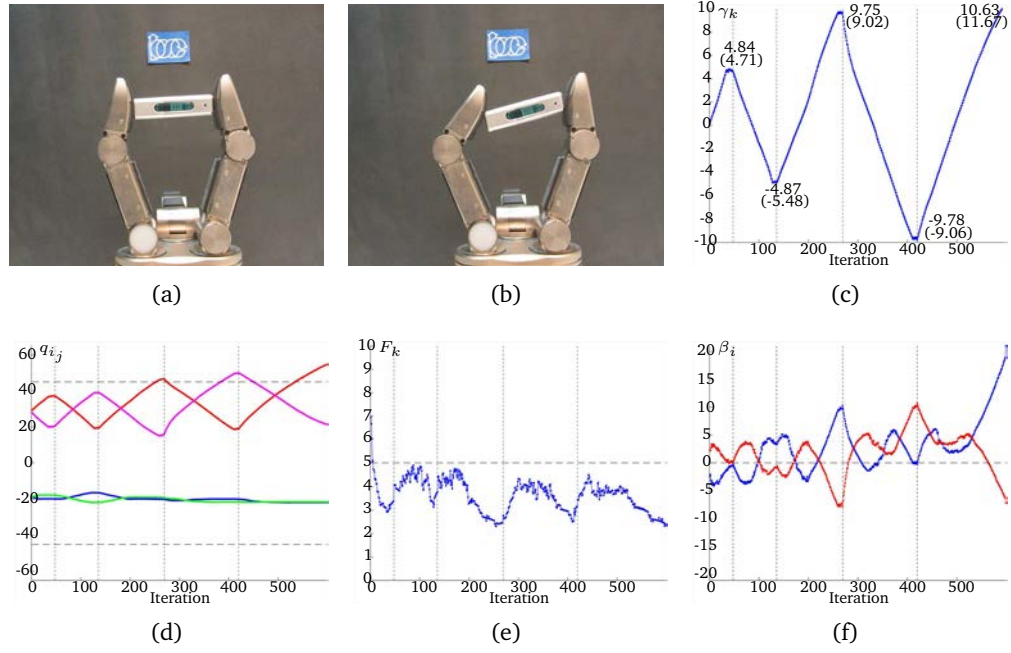 (a)
(b)
γk
10
8
6
4
2
0
-2
-4
-6
-8
-10
4.84
(4.71)
-4.87
(-5.48)
9.75
(9.02)
-9.78
(-9.06)
10.63
(11.67)
100 200 300 400 500
Iteration
(c)
q_{i_j}
60
40
20
0
-20
-40
-60
0 100 200 300 400 500
Iteration
(d)
F_k
10
9
8
7
6
5
4
3
2
1
0
0 100 200 300 400 500
Iteration
(e)
β_i
20
15
10
5
0
-5
-10
-15
-20
0 100 200 300 400 500
Iteration
(f)